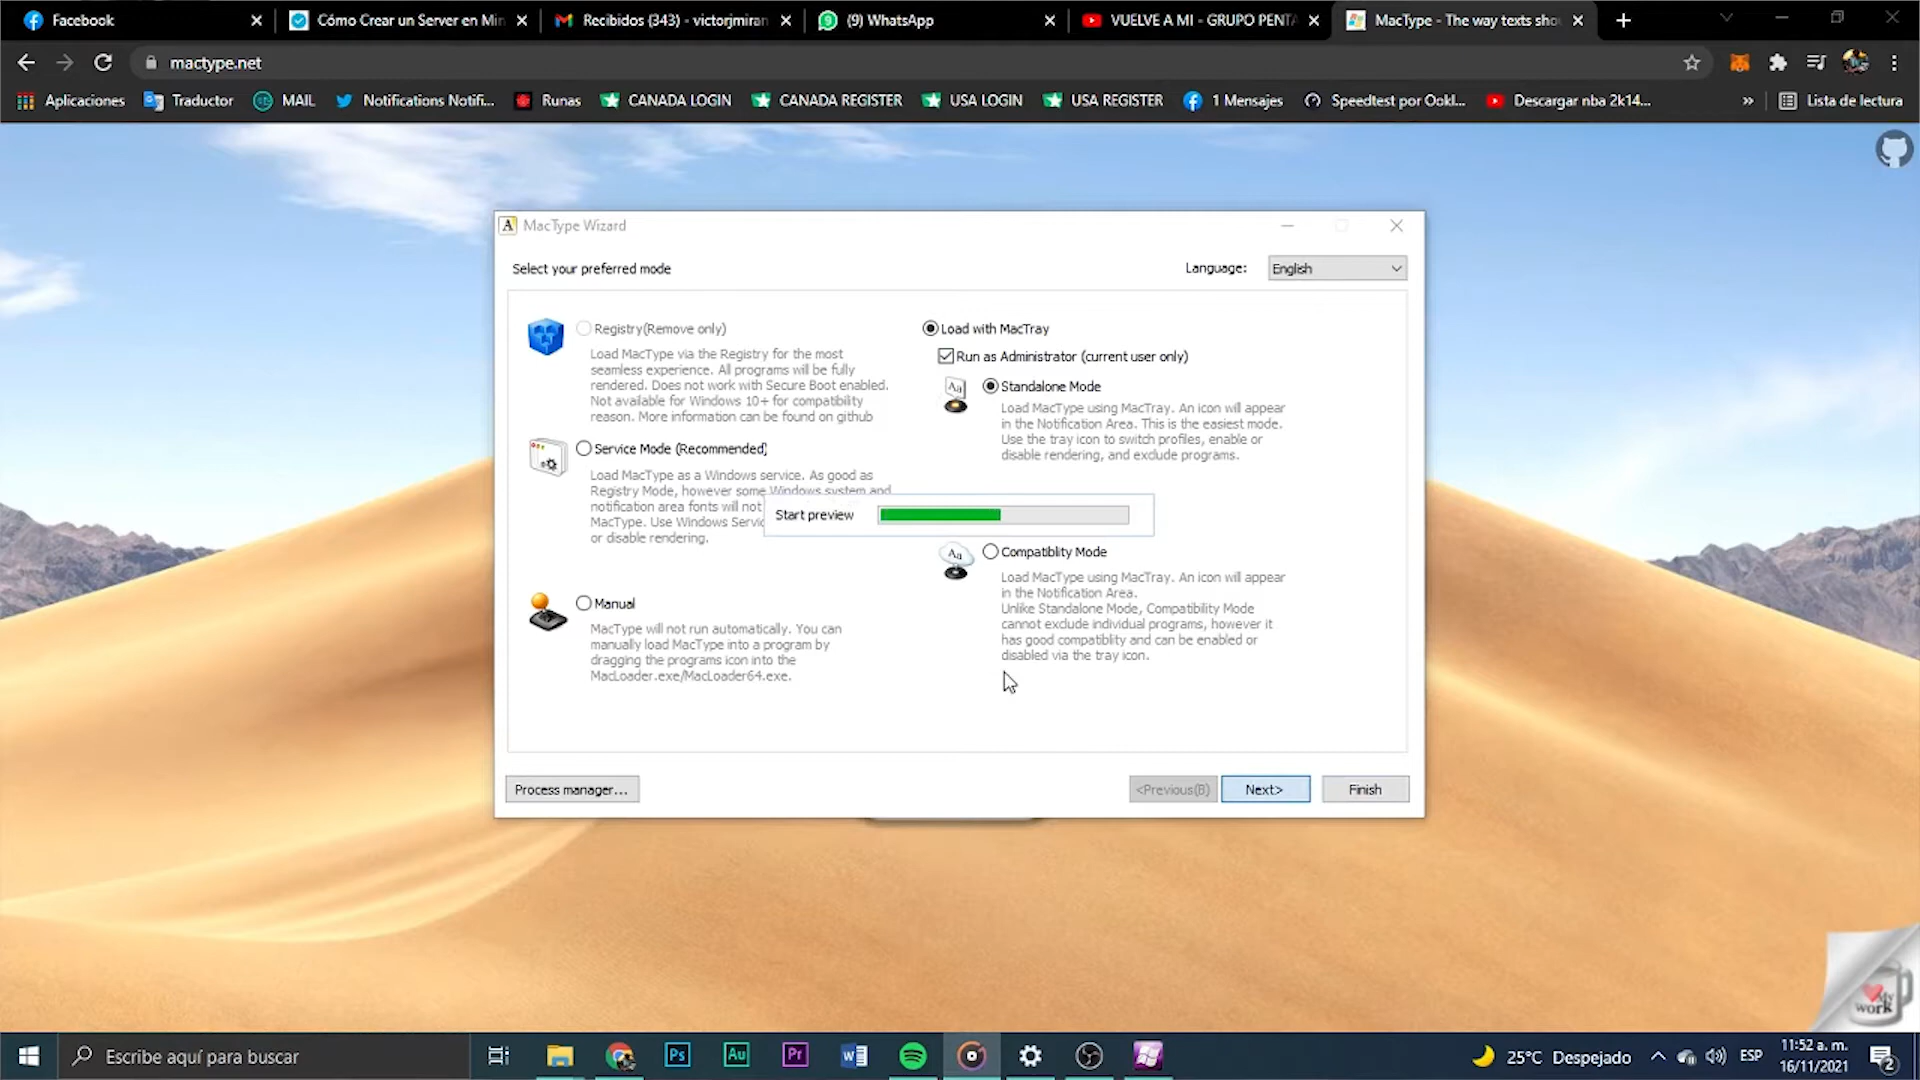 Facebook
Cómo Crear un Server en Min
Recibidos (343) - victorjmiran
(9) WhatsApp
VUELVE A MI - GRUPO PENTA
MacType - The way texts sho
mactype.net
Aplicaciones
Traductor
MAIL
Notifications Notifi...
Runas
CANADA LOGIN
CANADA REGISTER
USA LOGIN
USA REGISTER
1 Mensajes
Speedtest por Ookl...
Descargar nba 2k14...
»
Lista de lectura
MacType Wizard
Select your preferred mode
Language:
English
Registry(Remove only)
Load MacType via the Registry for the most
seamless experience. All programs will be fully
rendered. Does not work with Secure Boot enabled.
Not available for Windows 10+ for compatibility
reason. More information can be found on github
Service Mode (Recommended)
Load MacType as a Windows service. As good as
Registry Mode, however some Windows system and
notification area fonts will not
MacType. Use Windows Servic
or disable rendering.
Manual
MacType will not run automatically. You can
manually load MacType into a program by
dragging the programs icon into the
MacLoader.exe/MacLoader64.exe.
Load with MacTray
Run as Administrator (current user only)
Standalone Mode
Load MacType using MacTray. An icon will appear
in the Notification Area. This is the easiest mode.
Use the tray icon to switch profiles, enable or
disable rendering, and exclude programs.
Start preview
Compatiblity Mode
Load MacType using MacTray. An icon will appear
in the Notification Area.
Unlike Standalone Mode, Compatibility Mode
cannot exclude individual programs, however it
has good compatiblity and can be enabled or
disabled via the tray icon.
Process manager...
<Previous(B)
Next>
Finish
My
work
Escribe aquí para buscar
Ps
Au
Pr
25°C Despejado
ESP
11:52 a. m.
16/11/2021
2